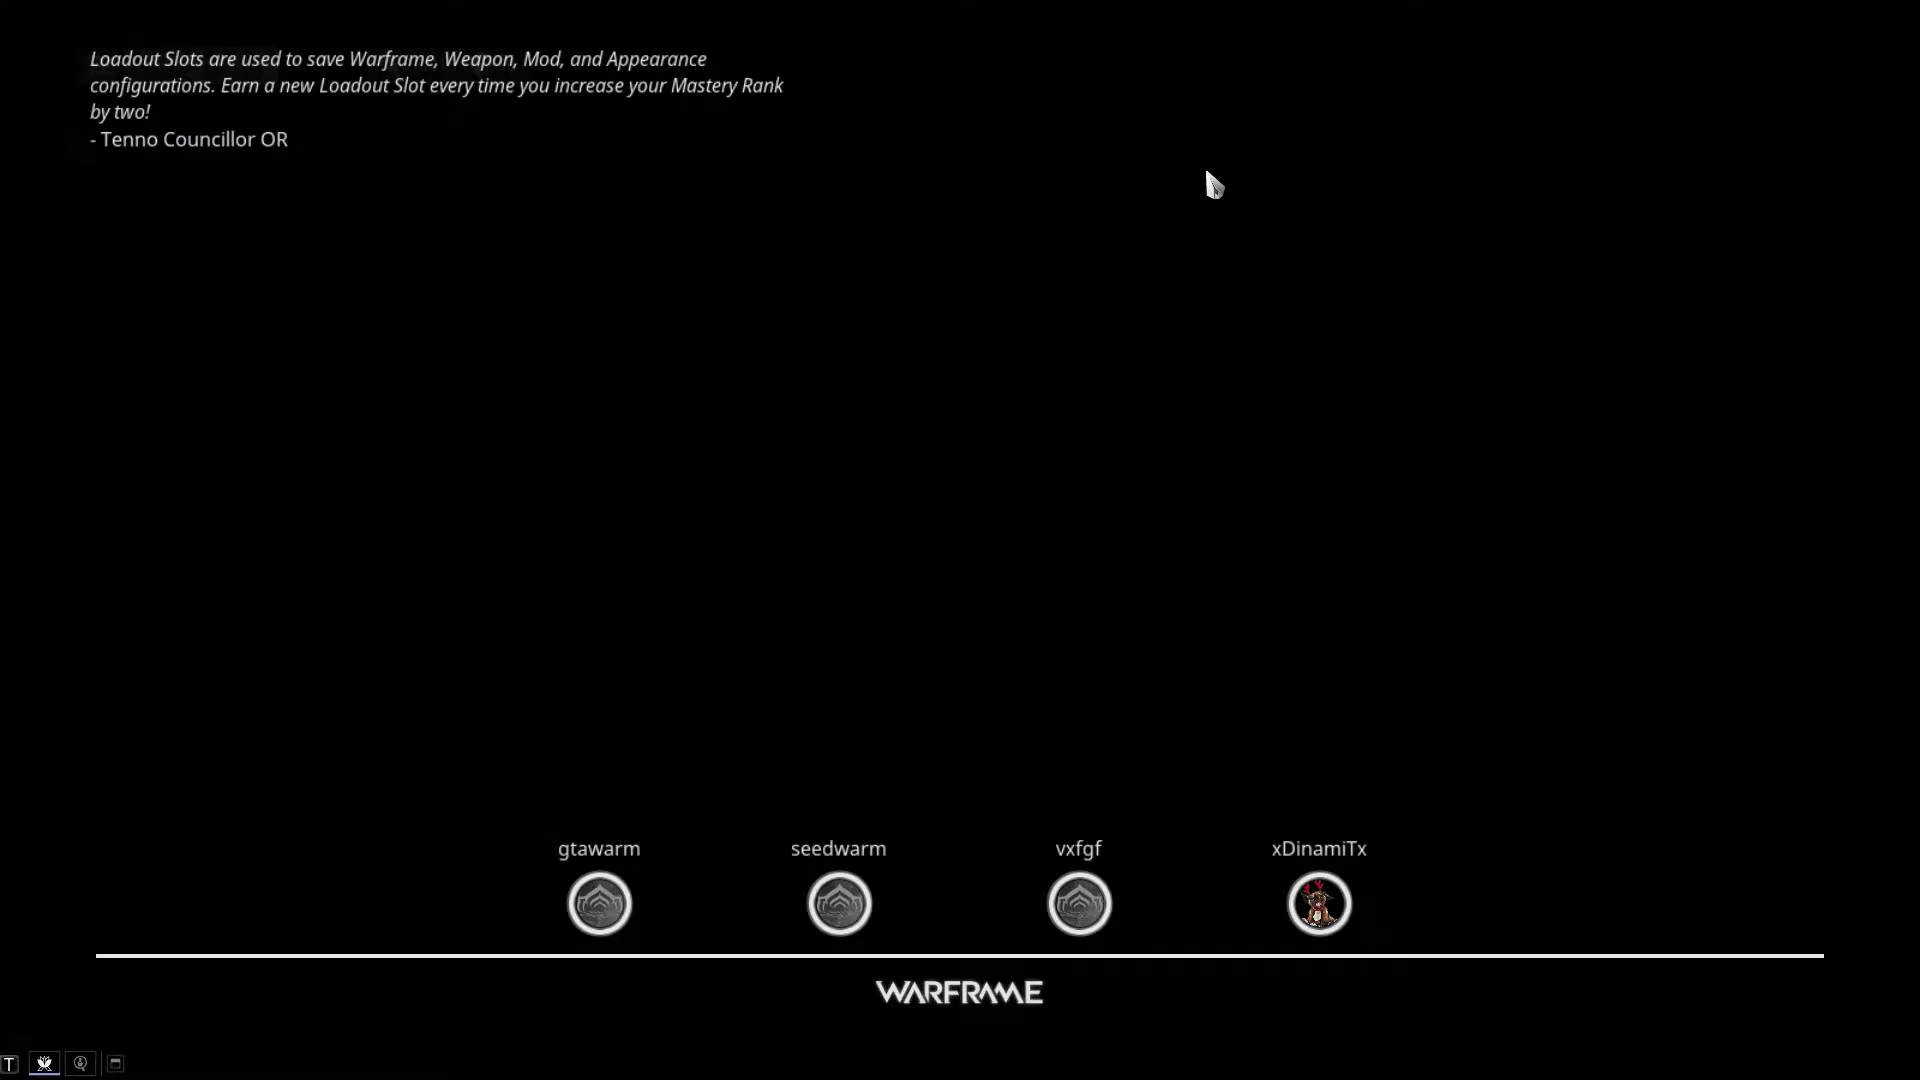 Loadout Slots are used to save Warframe, Weapon, Mod, and Appearance
configurations. Earn a new Loadout Slot every time you increase your Mastery Rank
by two!
- Tenno Councillor OR
gtawarm seedwarm vxfgf xDinamiTx
WARFRAME
T